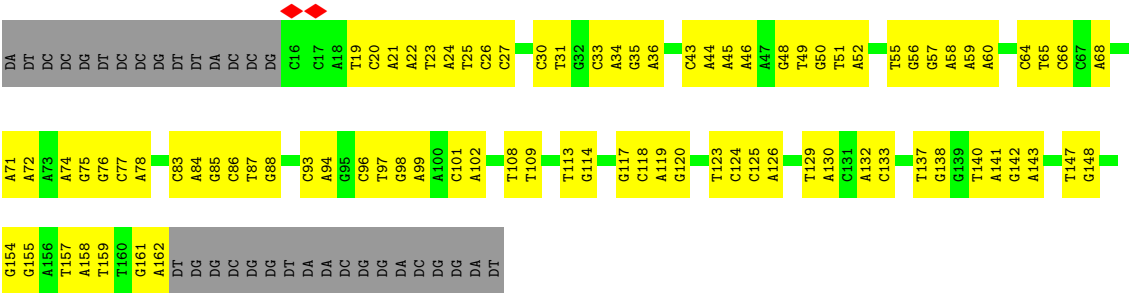 DA DT DC DC DG DT DC DC DG DT DT DA DC DC DG C16 C17 A18 T19 C20 A21 A22 T23 A24 T25 C26 C27 C30 T31 G32 C33 A34 G35 A36 C43 A44 A45 A46 A47 G48 T49 G50 T51 A52 T55 G56 G57 A58 A59 A60 C64 T65 C66 C67 A68
A71 A72 A73 A74 G75 G76 C77 A78 C83 A84 G85 C86 T87 G88 C93 A94 G95 C96 T97 G98 A99 A100 C101 A102 T108 T109 T113 G114 G117 C118 A119 G120 T123 C124 C125 A126 T129 A130 C131 A132 C133 T137 G138 G139 T140 A141 G142 A143 T147 G148
G154 G155 A156 T157 A158 T159 T160 G161 A162 DT DG DG DC DG DG DT DA DA DC DG DG DA DC DG DG DA DT